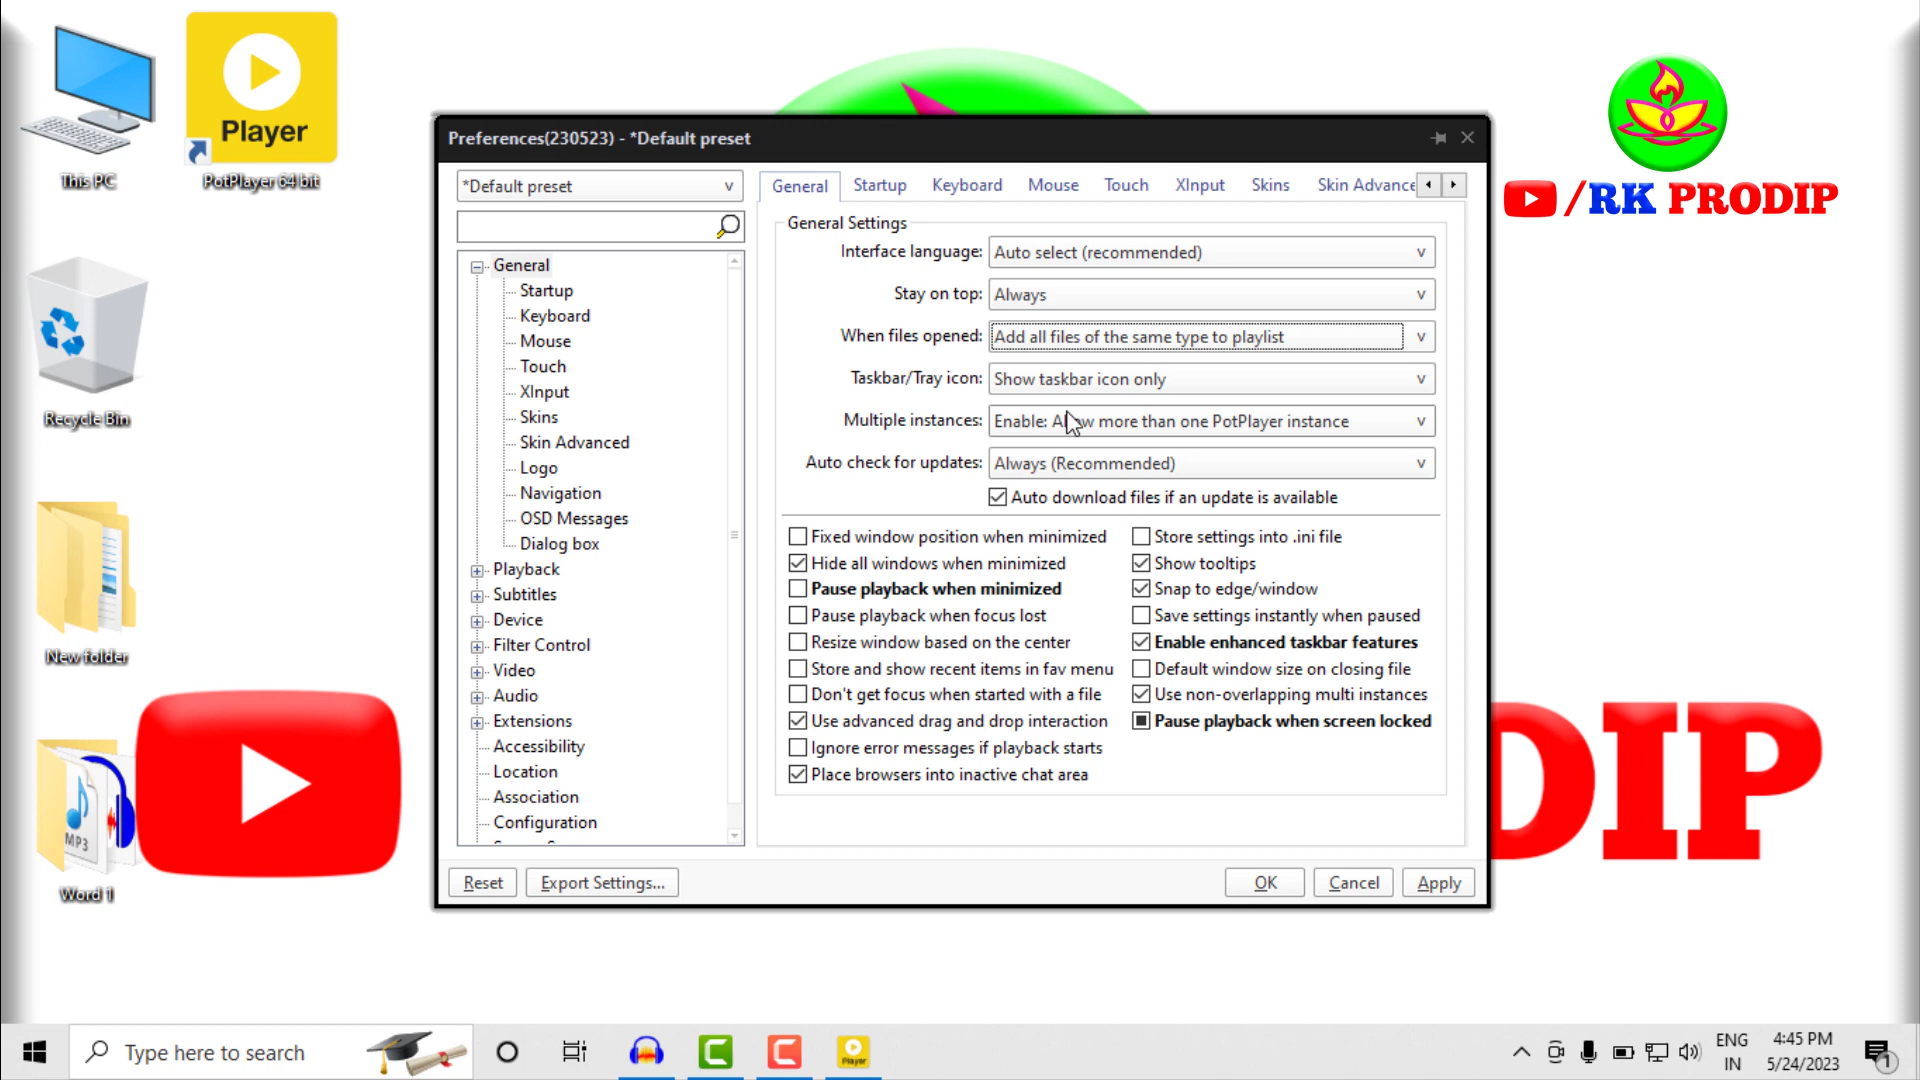 Player
This PC
PotPlayer 64 bit
Recycle Bin
New folder
MP3
Word 1
/RK PRODIP
DIP
Preferences(230523) - *Default preset
*Default preset
General
Startup
Keyboard
Mouse
Touch
XInput
Skins
Skin Advanced
Logo
Navigation
OSD Messages
Dialog box
Playback
Subtitles
Device
Filter Control
Video
Audio
Extensions
Accessibility
Location
Association
Configuration
General Startup Keyboard Mouse Touch XInput Skins Skin Advance
General Settings
Interface language: Auto select (recommended)
Stay on top: Always
When files opened: Add all files of the same type to playlist
Taskbar/Tray icon: Show taskbar icon only
Multiple instances: Enable: Allow more than one PotPlayer instance
Auto check for updates: Always (Recommended)
Auto download files if an update is available
Fixed window position when minimized
Hide all windows when minimized
Pause playback when minimized
Pause playback when focus lost
Resize window based on the center
Store and show recent items in fav menu
Don't get focus when started with a file
Use advanced drag and drop interaction
Ignore error messages if playback starts
Place browsers into inactive chat area
Store settings into .ini file
Show tooltips
Snap to edge/window
Save settings instantly when paused
Enable enhanced taskbar features
Default window size on closing file
Use non-overlapping multi instances
Pause playback when screen locked
Reset
Export Settings...
OK
Cancel
Apply
Type here to search
Player
ENG
IN
4:45 PM
5/24/2023
1